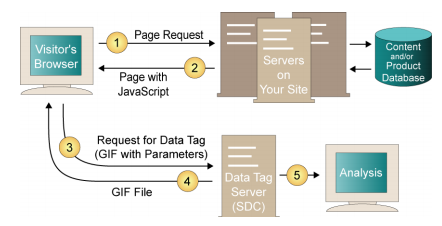 1
Page Request
Visitor's
Browser
2
Page with
JavaScript
Servers
on
Your Site
Content
and/or
Product
Database
3
Request for Data Tag
(GIF with Parameters)
4
GIF File
Data Tag
Server
(SDC)
5
Analysis